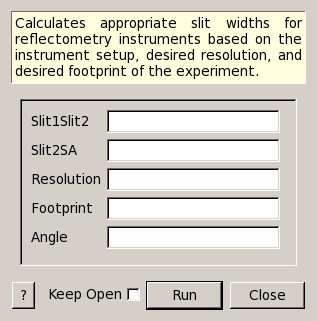 Calculates appropriate slit widths for
reflectometry instruments based on the
instrument setup, desired resolution, and
desired footprint of the experiment.
Slit1Slit2
Slit2SA
Resolution
Footprint
Angle
? Keep Open Run Close